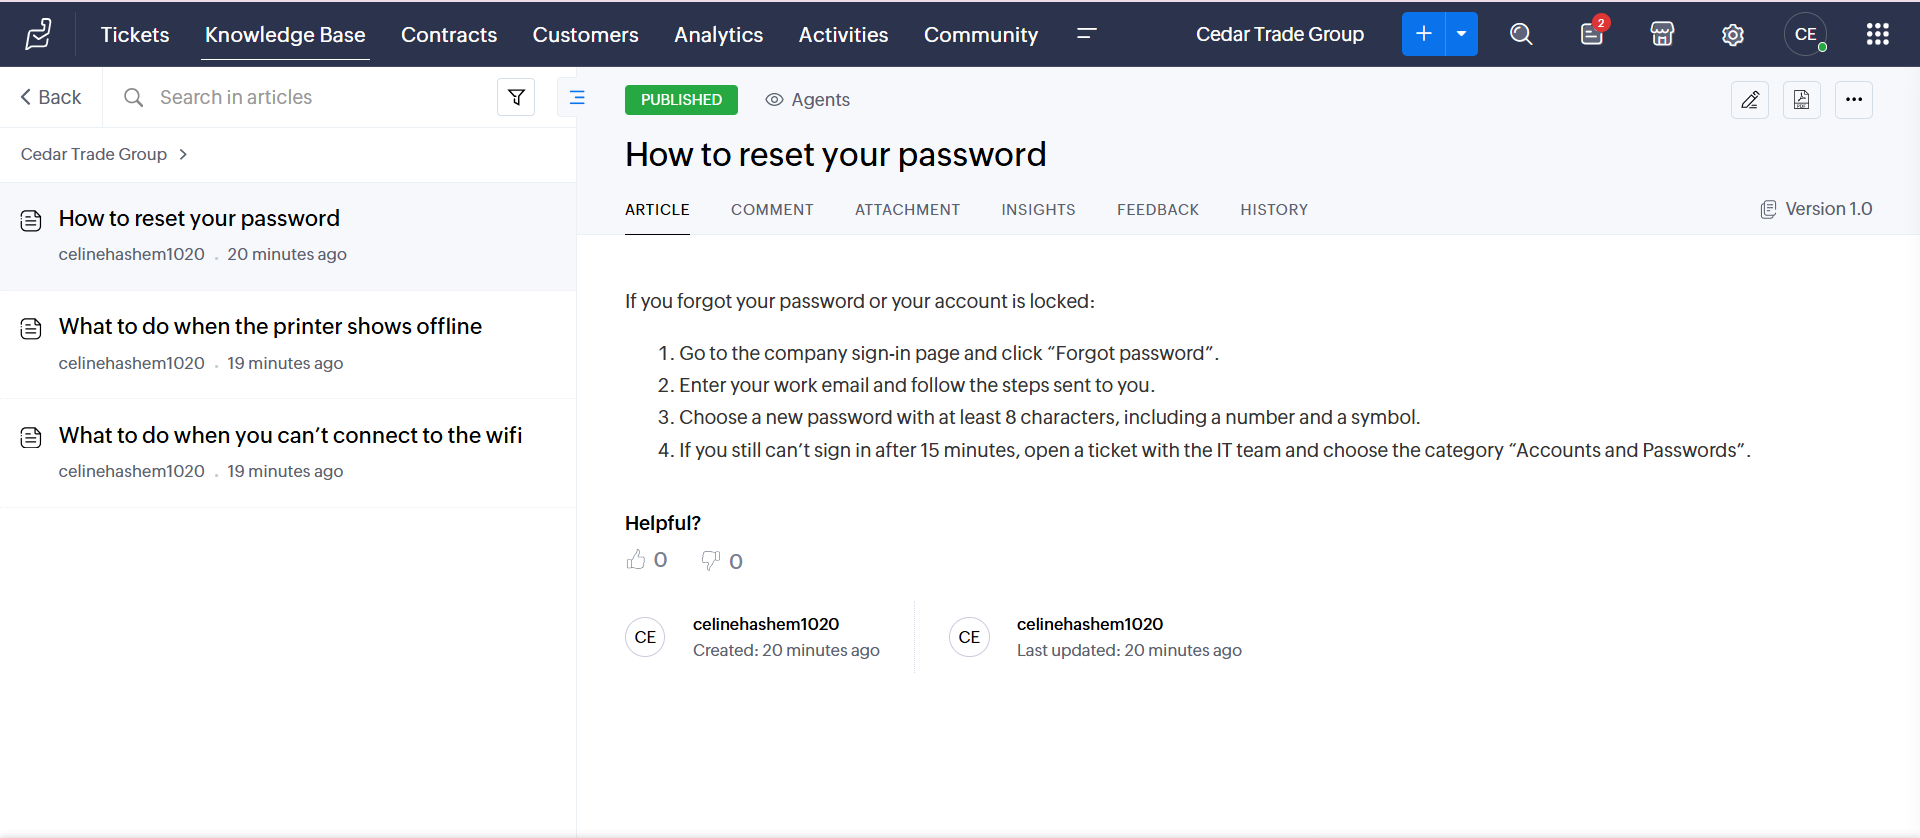 Tickets Knowledge Base Contracts Customers Analytics Activities Community Cedar Trade Group 2 CE
Back Search in articles
Cedar Trade Group
How to reset your password
celinehashem1020 . 20 minutes ago
What to do when the printer shows offline
celinehashem1020 . 19 minutes ago
What to do when you can’t connect to the wifi
celinehashem1020 . 19 minutes ago
PUBLISHED Agents
PDF
How to reset your password
ARTICLE COMMENT ATTACHMENT INSIGHTS FEEDBACK HISTORY Version 1.0
If you forgot your password or your account is locked:
1. Go to the company sign-in page and click “Forgot password”.
2. Enter your work email and follow the steps sent to you.
3. Choose a new password with at least 8 characters, including a number and a symbol.
4. If you still can’t sign in after 15 minutes, open a ticket with the IT team and choose the category “Accounts and Passwords”.
Helpful?
0 0
CE celinehashem1020 CE celinehashem1020
Created: 20 minutes ago Last updated: 20 minutes ago